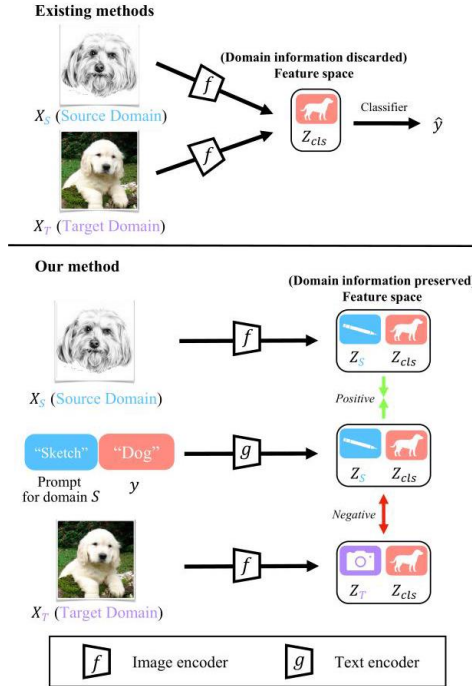 Existing methods
(Domain information discarded)
Feature space
f
X_S (Source Domain)
Z_cls
Classifier
ŷ
f
X_T (Target Domain)
Our method
(Domain information preserved)
Feature space
f
Z_S Z_cls
X_S (Source Domain)
Positive
“Sketch” “Dog”
g
Prompt
for domain S
y
Z_S Z_cls
Negative
f
Z_T Z_cls
X_T (Target Domain)
f Image encoder g Text encoder